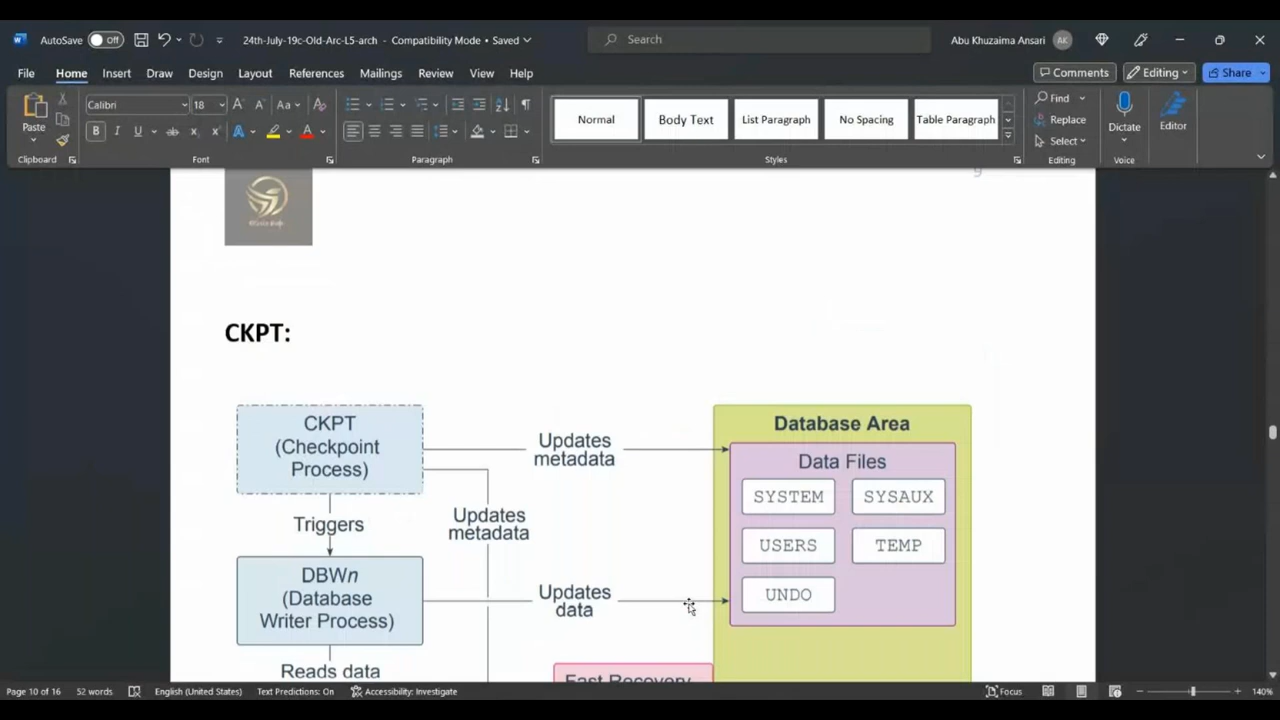 AutoSave Off 24th-July-19c-Old-Arc-L5-arch - Compatibility Mode • Saved Search Abu Khuzaima Ansari AK
File Home Insert Draw Design Layout References Mailings Review View Help Comments Editing Share
Paste Calibri 18 Aa Normal Body Text List Paragraph No Spacing Table Paragraph Find Replace Select Dictate Editor
Clipboard Font Paragraph Styles Editing Voice
9
CKPT:
CKPT
(Checkpoint
Process)
Updates
metadata
Database Area
Data Files
SYSTEM SYSAUX
Triggers
Updates
metadata
USERS TEMP
DBWn
(Database
Writer Process)
Updates
data
UNDO
Reads data
Fast Recovery
Page 10 of 16 52 words English (United States) Text Predictions: On Accessibility: Investigate Focus 140%